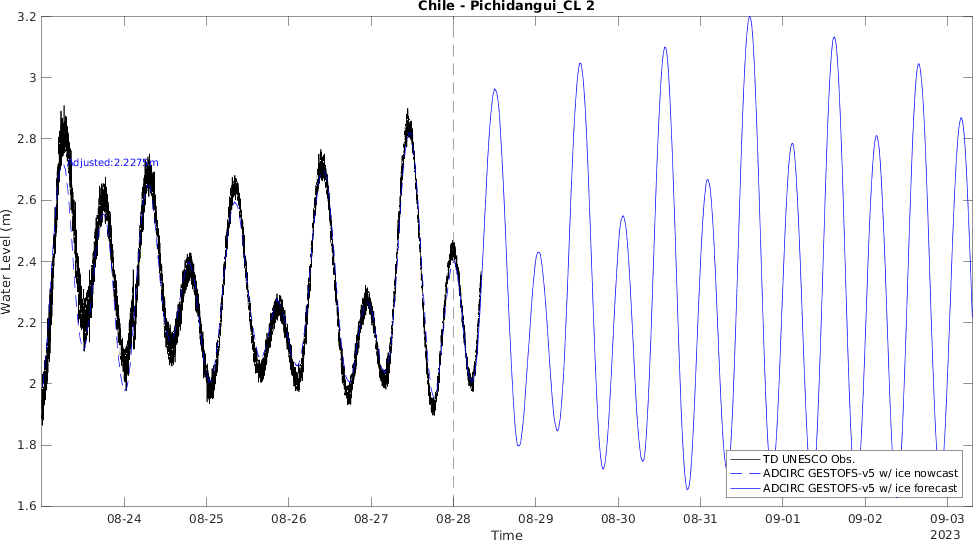 Chile - Pichidangui_CL 2
3.2
3
2.8
2.6
2.4
2.2
2
1.8
1.6
Water Level (m)
Adjusted:2.2275m
TD UNESCO Obs.
ADCIRC GESTOFS-v5 w/ ice nowcast
ADCIRC GESTOFS-v5 w/ ice forecast
08-24 08-25 08-26 08-27 08-28 08-29 08-30 08-31 09-01 09-02 09-03
2023
Time